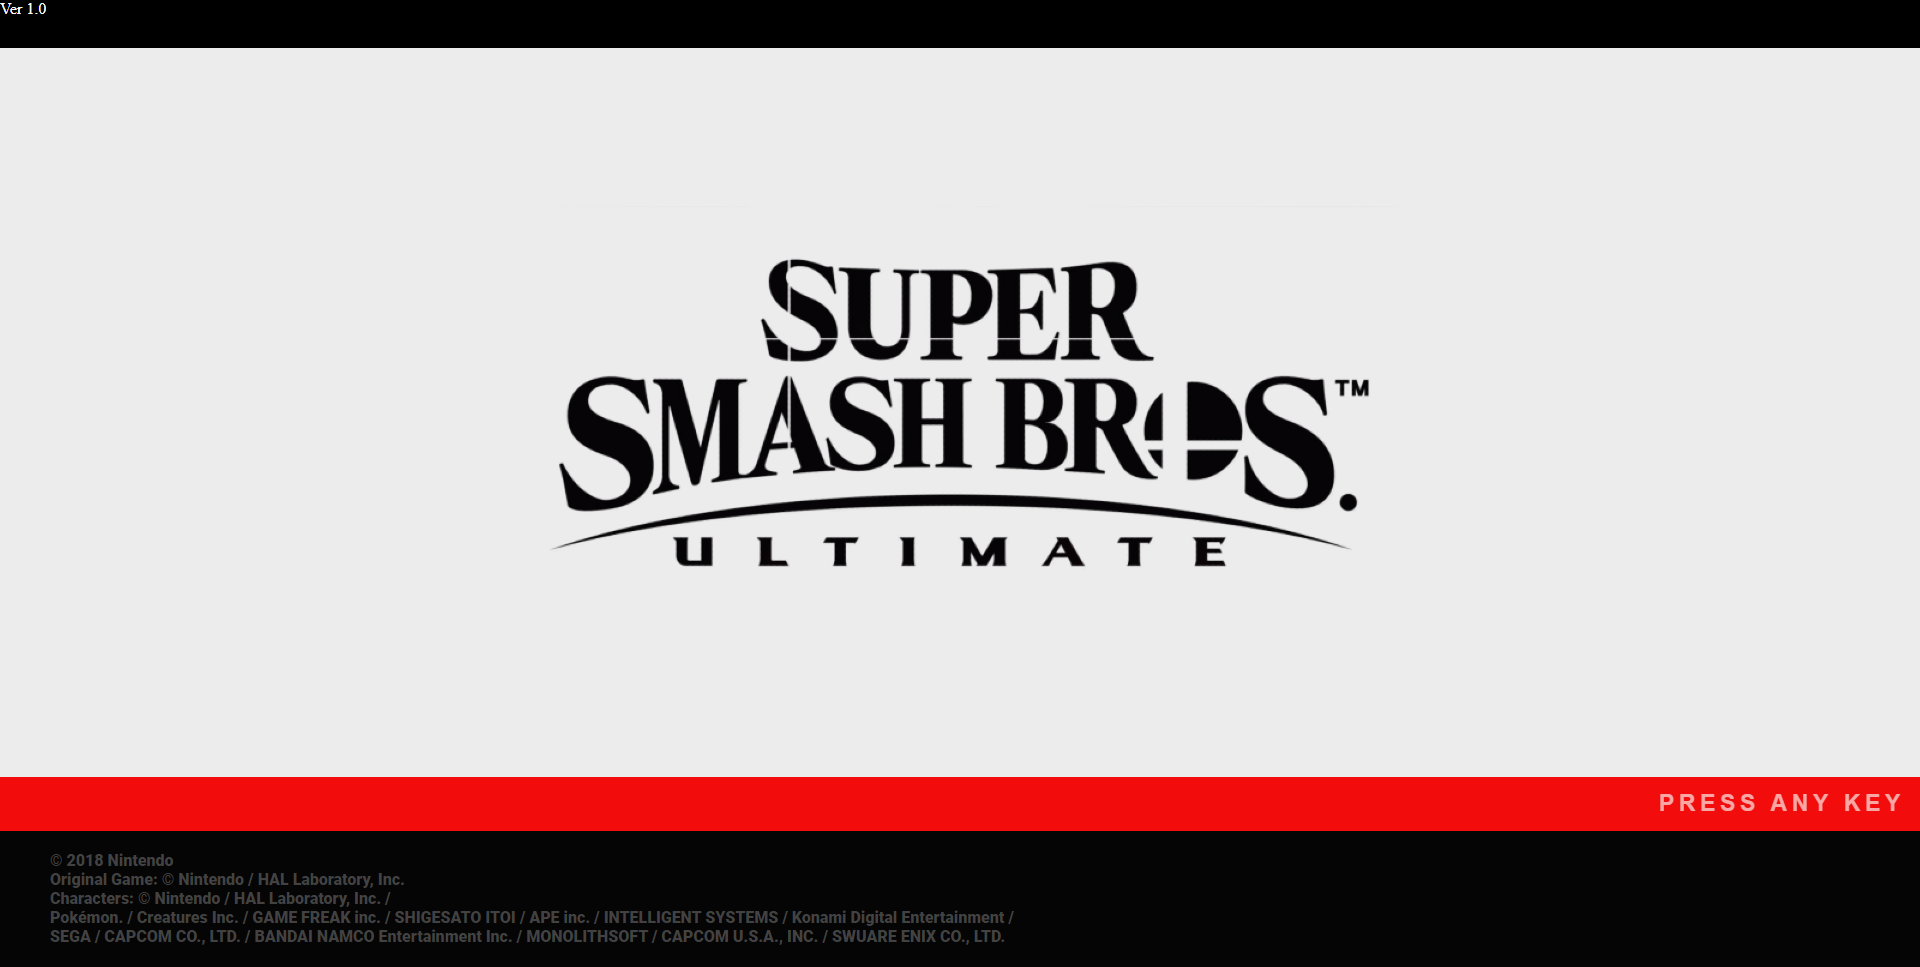 Ver 1.0
SUPER
SMASH BROS.™
ULTIMATE
PRESS ANY KEY
© 2018 Nintendo
Original Game: © Nintendo / HAL Laboratory, Inc.
Characters: © Nintendo / HAL Laboratory, Inc. /
Pokémon. / Creatures Inc. / GAME FREAK inc. / SHIGESATO ITOI / APE inc. / INTELLIGENT SYSTEMS / Konami Digital Entertainment /
SEGA / CAPCOM CO., LTD. / BANDAI NAMCO Entertainment Inc. / MONOLITHSOFT / CAPCOM U.S.A., INC. / SWUARE ENIX CO., LTD.